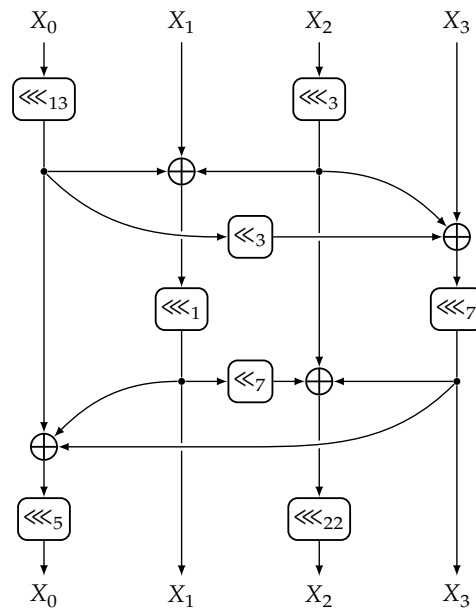 X₀ X₁ X₂ X₃
⋘₁₃ ⋘₃
≪₃
⋘₁ ⋘₇
≪₇
⋘₅ ⋘₂₂
X₀ X₁ X₂ X₃